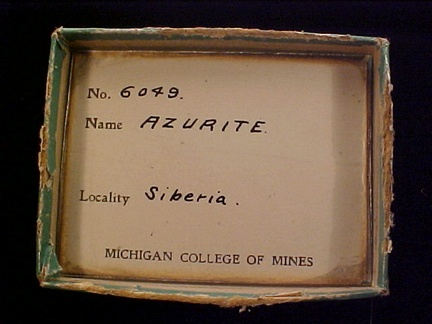 No. 6049.
Name AZURITE.
Locality Siberia.
MICHIGAN COLLEGE OF MINES